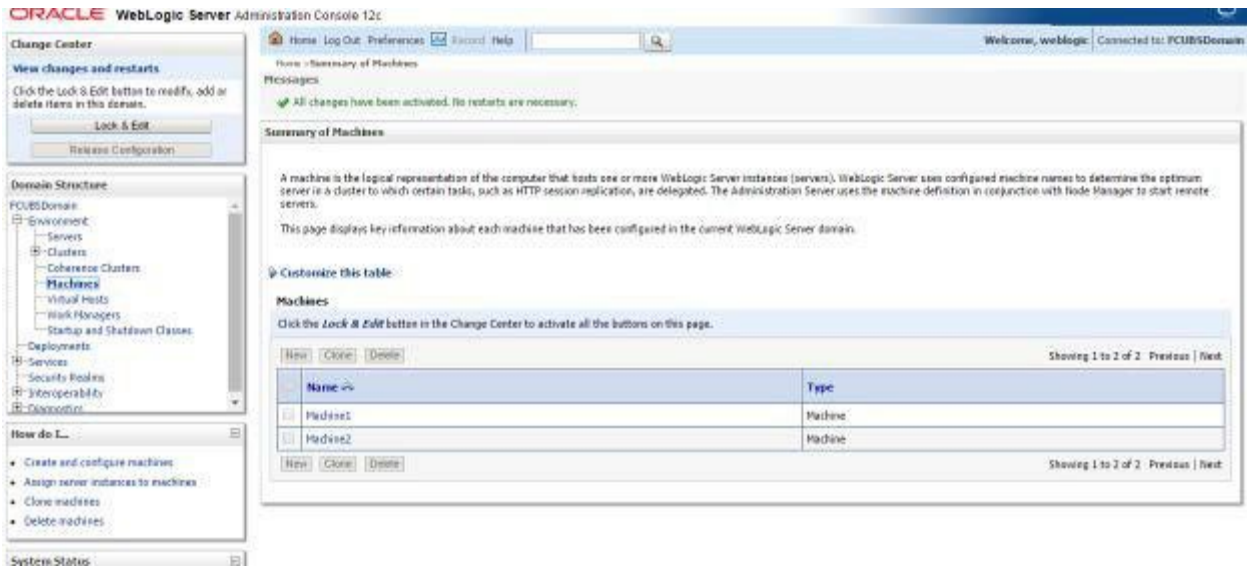 ORACLE WebLogic Server Administration Console 12c
Change Center
View changes and restarts
Click the Lock & Edit button to modify, add or
delete items in this domain.
Lock & Edit
Release Configuration
Domain Structure
FCUBSDomain
Environment
Servers
Clusters
Coherence Clusters
Machines
Virtual Hosts
Work Managers
Startup and Shutdown Classes
Deployments
Services
Security Realms
Interoperability
Diagnostics
How do I...
Create and configure machines
Assign server instances to machines
Clone machines
Delete machines
System Status
Home Log Out Preferences Record Help
Welcome, weblogic Connected to: FCUBSDomain
Home >Summary of Machines
Messages
All changes have been activated. No restarts are necessary.
Summary of Machines
A machine is the logical representation of the computer that hosts one or more WebLogic Server instances (servers). WebLogic Server uses configured machine names to determine the optimum
server in a cluster to which certain tasks, such as HTTP session replication, are delegated. The Administration Server uses the machine definition in conjunction with Node Manager to start remote
servers.
This page displays key information about each machine that has been configured in the current WebLogic Server domain.
Customize this table
Machines
Click the Lock & Edit button in the Change Center to activate all the buttons on this page.
New Clone Delete
Showing 1 to 2 of 2 Previous | Next
Name Type
Machine1 Machine
Machine2 Machine
New Clone Delete
Showing 1 to 2 of 2 Previous | Next